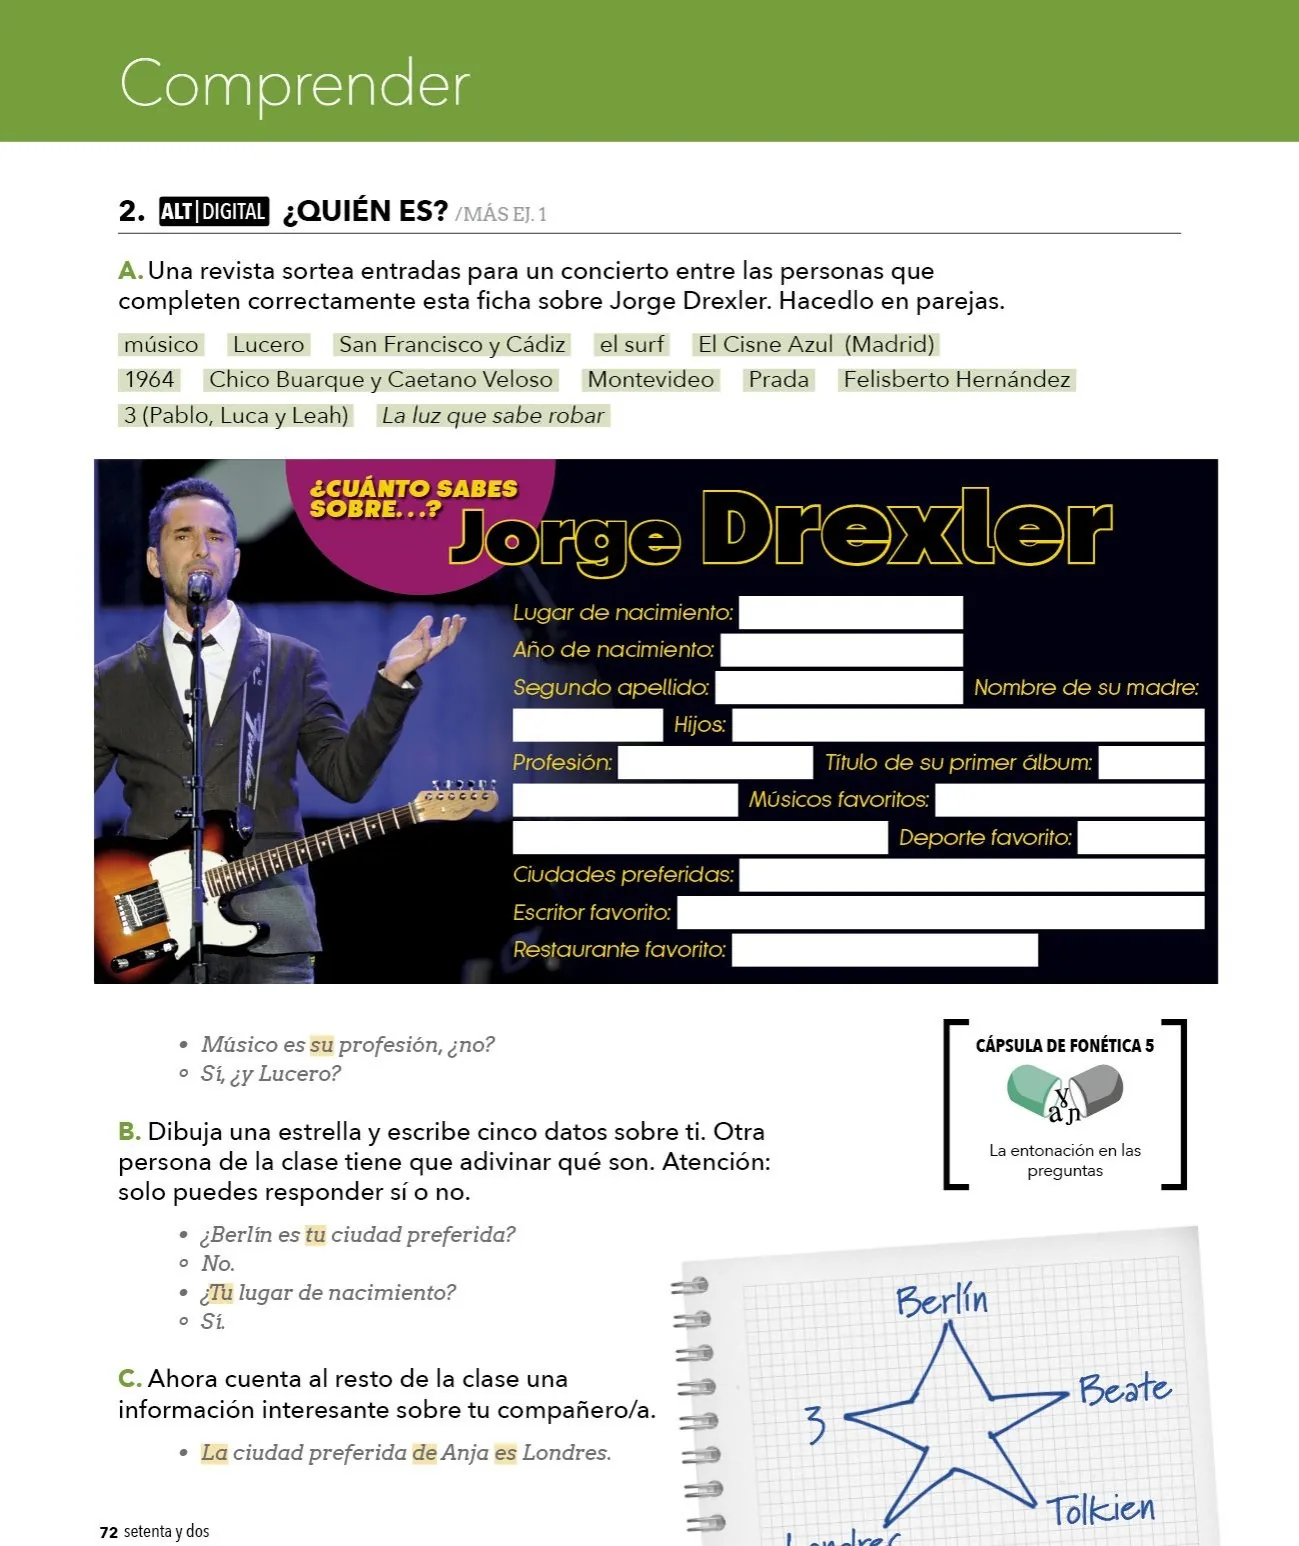 Comprender
2. ALT|DIGITAL ¿QUIÉN ES? /MÁS EJ. 1
A. Una revista sortea entradas para un concierto entre las personas que
completen correctamente esta ficha sobre Jorge Drexler. Hacedlo en parejas.
músico Lucero San Francisco y Cádiz el surf El Cisne Azul (Madrid)
1964 Chico Buarque y Caetano Veloso Montevideo Prada Felisberto Hernández
3 (Pablo, Luca y Leah) La luz que sabe robar
¿CUÁNTO SABES
SOBRE...?
Jorge Drexler
Lugar de nacimiento:
Año de nacimiento:
Segundo apellido: Nombre de su madre:
Hijos:
Profesión: Título de su primer álbum:
Músicos favoritos:
Deporte favorito:
Ciudades preferidas:
Escritor favorito:
Restaurante favorito:
• Músico es su profesión, ¿no?
○ Sí, ¿y Lucero?
CÁPSULA DE FONÉTICA 5
La entonación en las
preguntas
B. Dibuja una estrella y escribe cinco datos sobre ti. Otra
persona de la clase tiene que adivinar qué son. Atención:
solo puedes responder sí o no.
• ¿Berlín es tu ciudad preferida?
○ No.
• ¿Tu lugar de nacimiento?
○ Sí.
C. Ahora cuenta al resto de la clase una
información interesante sobre tu compañero/a.
• La ciudad preferida de Anja es Londres.
Berlín
Beate
3
Tolkien
Londres
72 setenta y dos